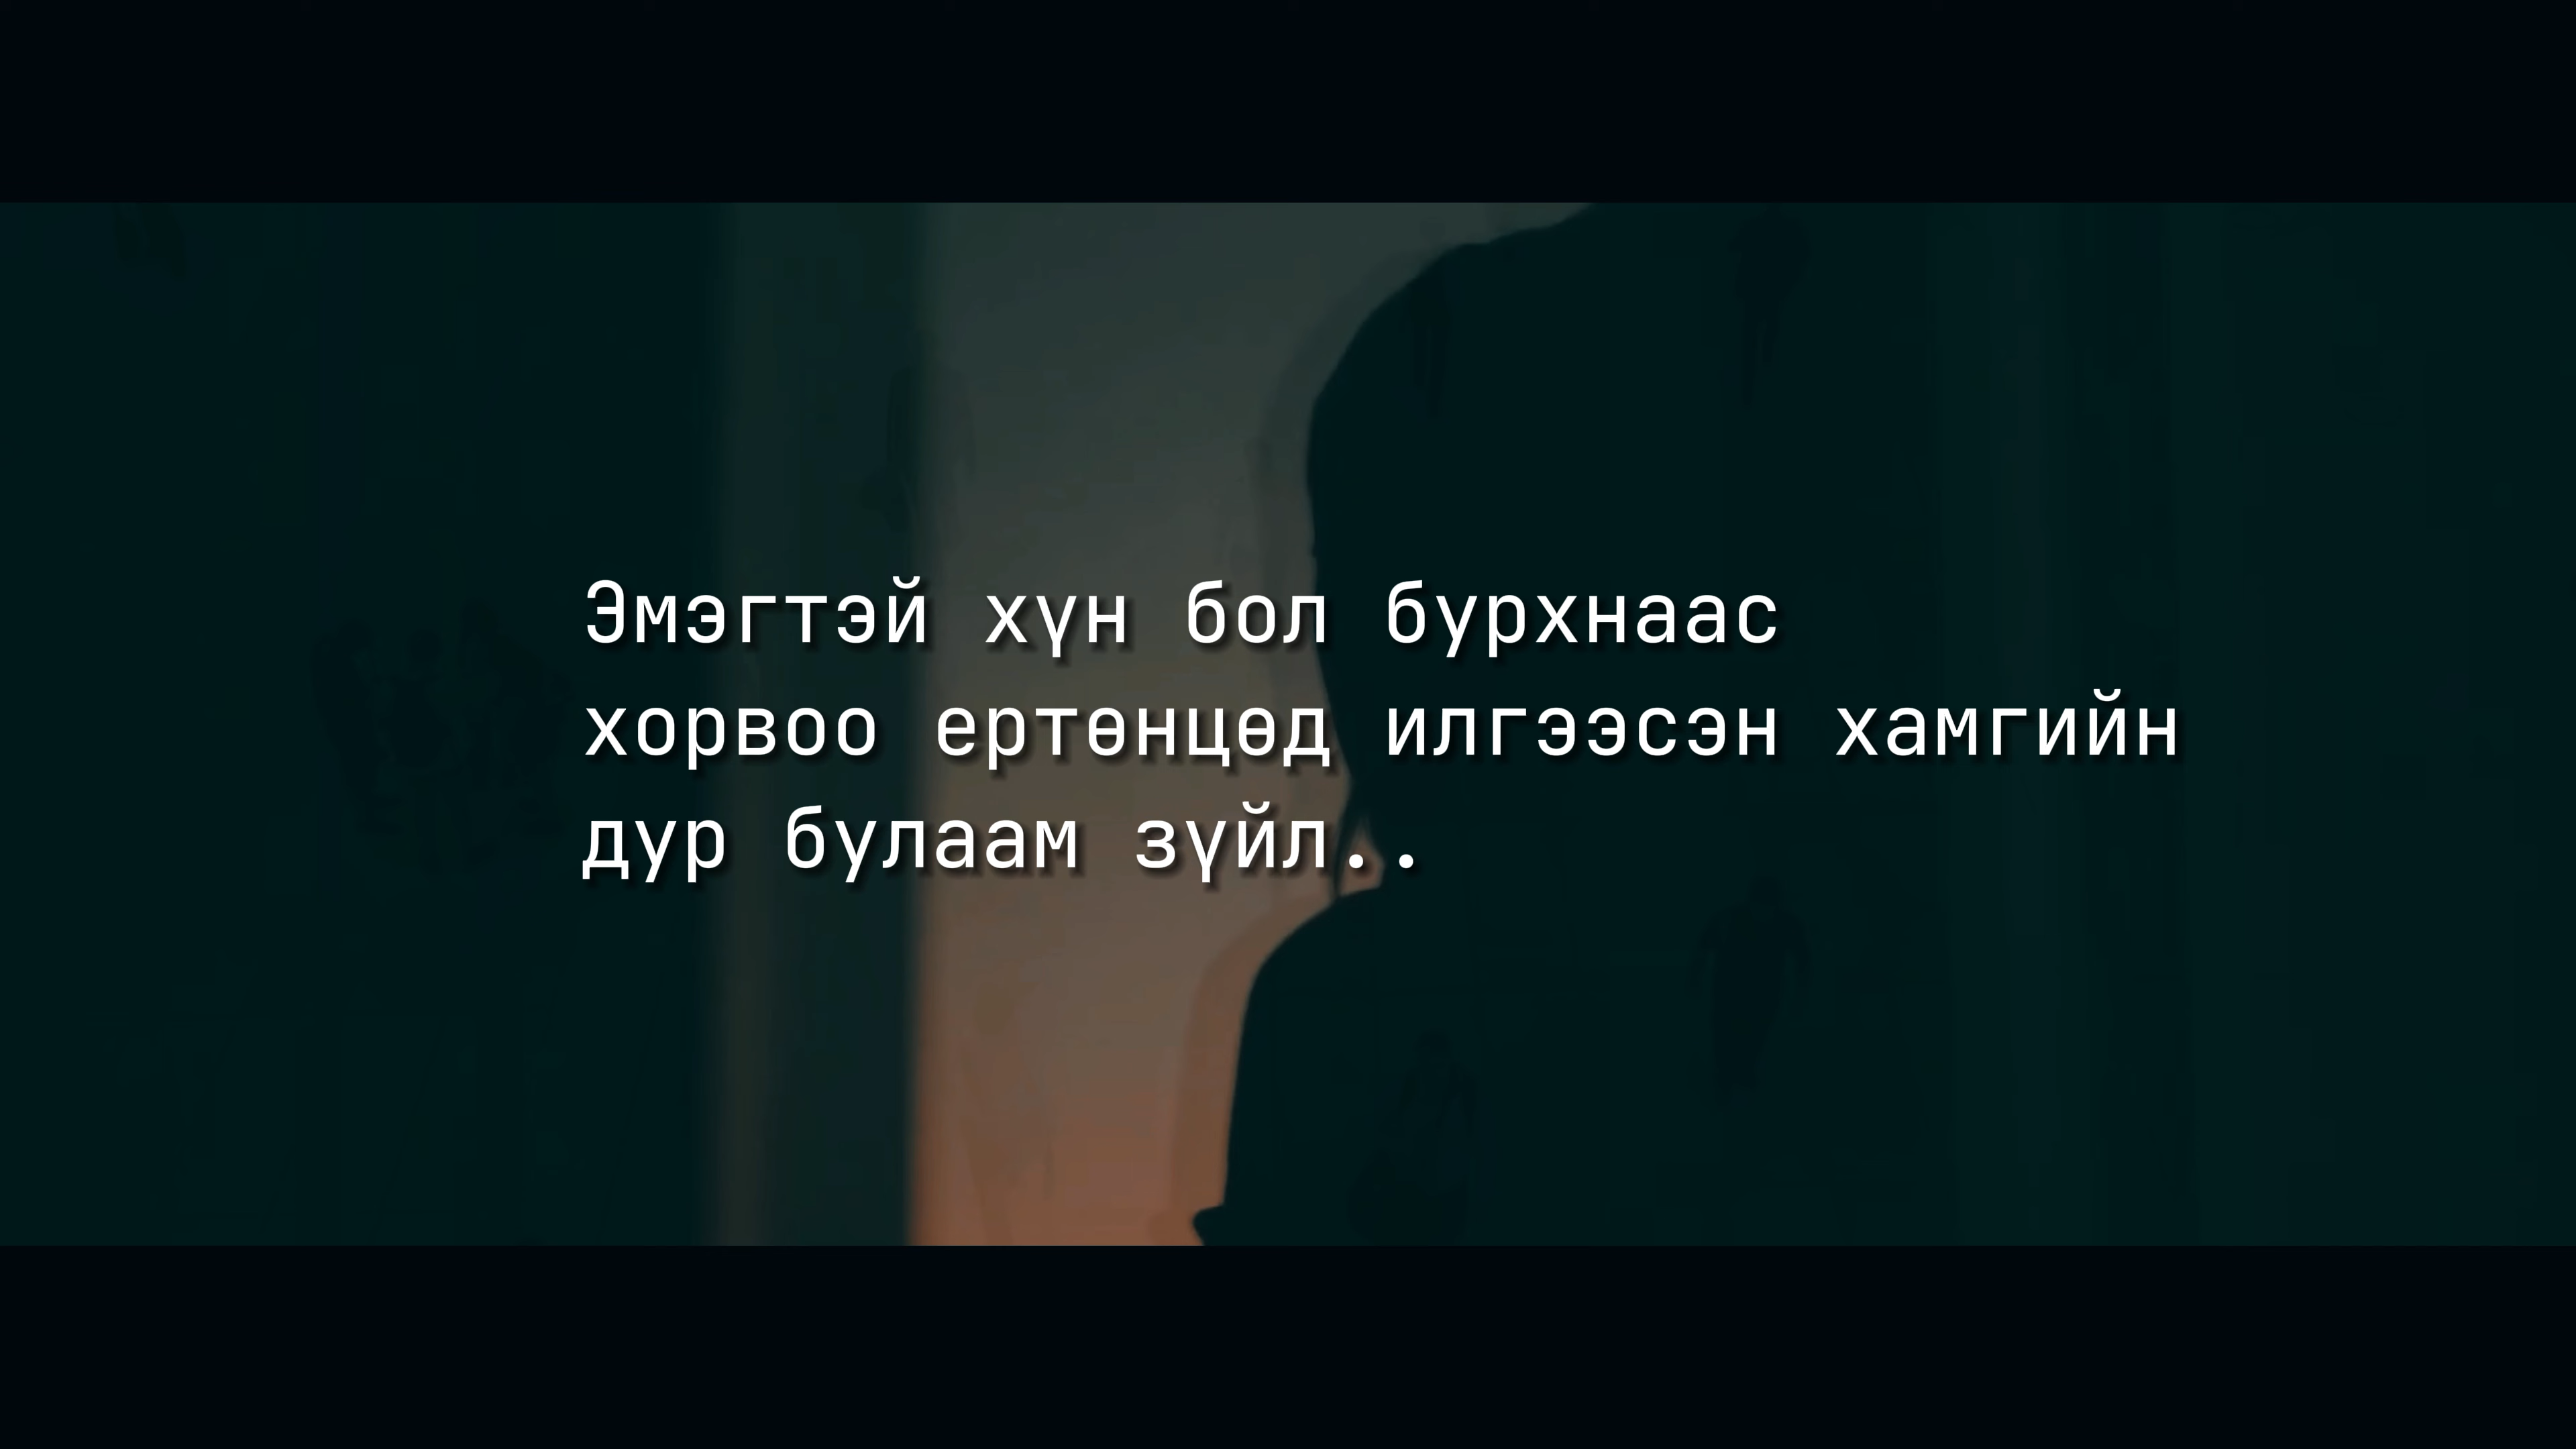 Эмэгтэй хүн бол бурхнаас
хорвоо ертөнцөд илгээсэн хамгийн
дур булаам зүйл..